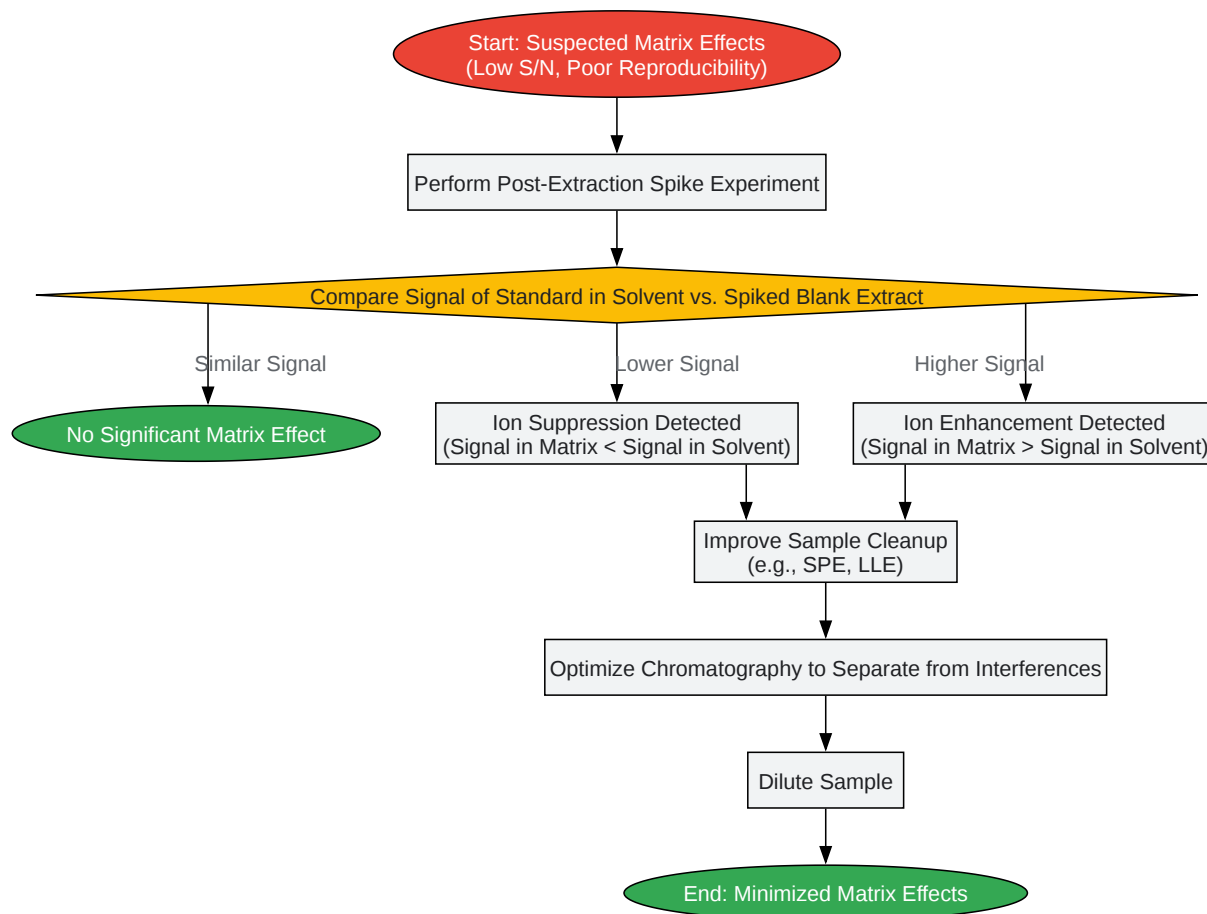 Start: Suspected Matrix Effects
(Low S/N, Poor Reproducibility)
Perform Post-Extraction Spike Experiment
Compare Signal of Standard in Solvent vs. Spiked Blank Extract
Similar Signal
Lower Signal
Higher Signal
No Significant Matrix Effect
Ion Suppression Detected
(Signal in Matrix < Signal in Solvent)
Ion Enhancement Detected
(Signal in Matrix > Signal in Solvent)
Improve Sample Cleanup
(e.g., SPE, LLE)
Optimize Chromatography to Separate from Interferences
Dilute Sample
End: Minimized Matrix Effects